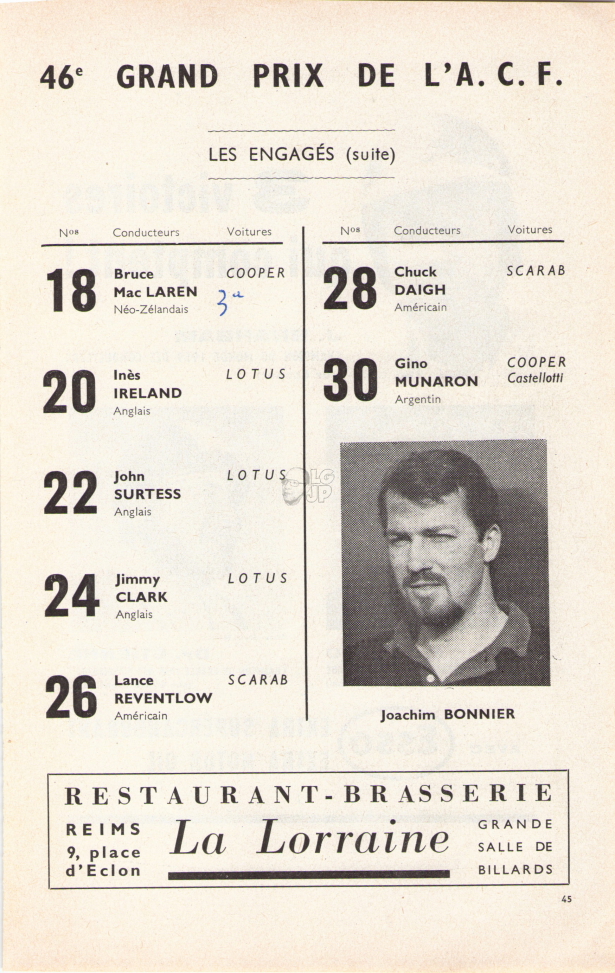 46e GRAND PRIX DE L'A. C. F.
LES ENGAGÉS (suite)
Nos Conducteurs Voitures
18 Bruce COOPER
Mac LAREN 3e
Néo-Zélandais
20 Inès LOTUS
IRELAND
Anglais
22 John LOTUS
SURTESS
Anglais
24 Jimmy LOTUS
CLARK
Anglais
26 Lance SCARAB
REVENTLOW
Américain
Nos Conducteurs Voitures
28 Chuck SCARAB
DAIGH
Américain
30 Gino COOPER
MUNARON Castellotti
Argentin
LG
JP
Joachim BONNIER
RESTAURANT-BRASSERIE
REIMS
9, place
d'Eclon
La Lorraine
GRANDE
SALLE DE
BILLARDS
45